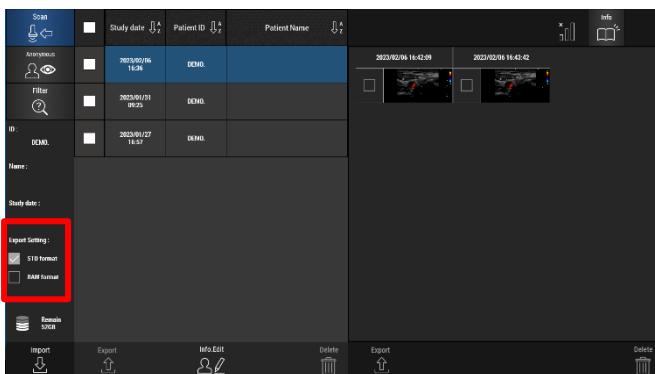 Scan
Study date
Patient ID
Patient Name
Info
Anonymous
2023/02/06
16:36
DEMO.
2023/02/06 16:42:09
2023/02/06 16:43:42
Filter
2023/01/31
09:25
DEMO.
ID :
DEMO.
2023/01/27
16:57
DEMO.
Name :
Study date :
Export Setting :
STD format
RAW format
Remain
52GB
Import
Export
Info.Edit
Delete
Export
Delete